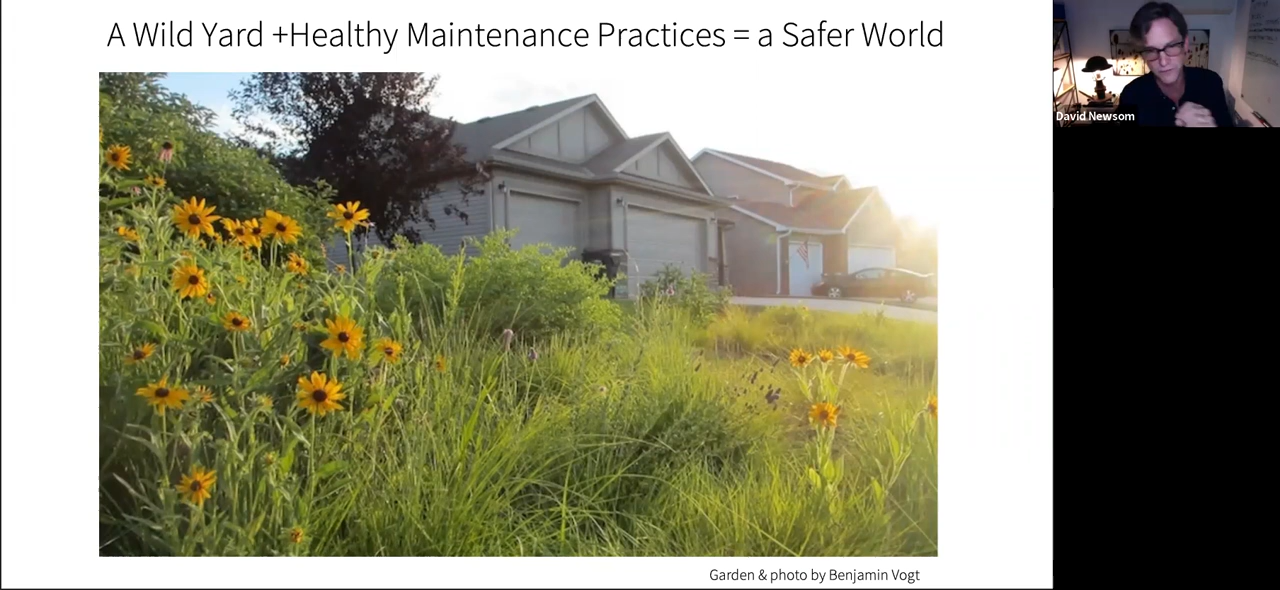 A Wild Yard +Healthy Maintenance Practices = a Safer World
David Newsom
Garden & photo by Benjamin Vogt